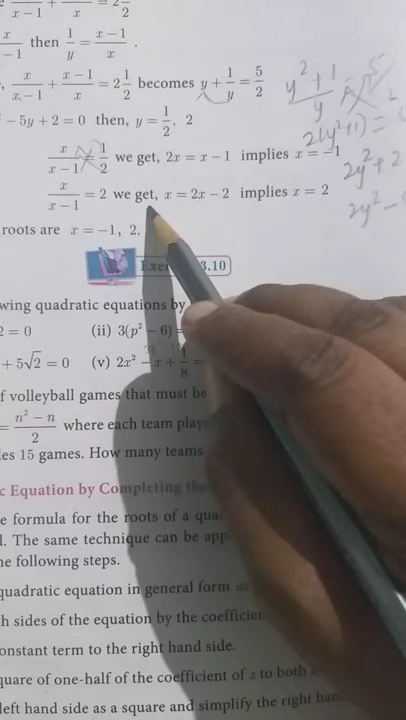 x − 1 + x = 2 2
x/−1 then 1/y = (x − 1)/x .
, x/(x − 1) + (x − 1)/x = 2 1/2 becomes y + 1/y = 5/2
− 5y + 2 = 0 then, y = 1/2, 2
x/(x − 1) = 1/2 we get, 2x = x − 1 implies x = −1
x/(x − 1) = 2 we get, x = 2x − 2 implies x = 2
roots are x = −1, 2.
3.10
wing quadratic equations by
2 = 0 (ii) 3(p² − 6) =
+ 5√2 = 0 (v) 2x² − x + 1/8 =
f volleyball games that must be
= (n² − n)/2 where each team play
les 15 games. How many teams
c Equation by Completing the
e formula for the roots of a qua
l. The same technique can be app
he following steps.
quadratic equation in general form
h sides of the equation by the coefficie
onstant term to the right hand side.
quare of one-half of the coefficient of x to both
left hand side as a square and simplify the right han
y² + 1
y
2y² + 2
2y² −